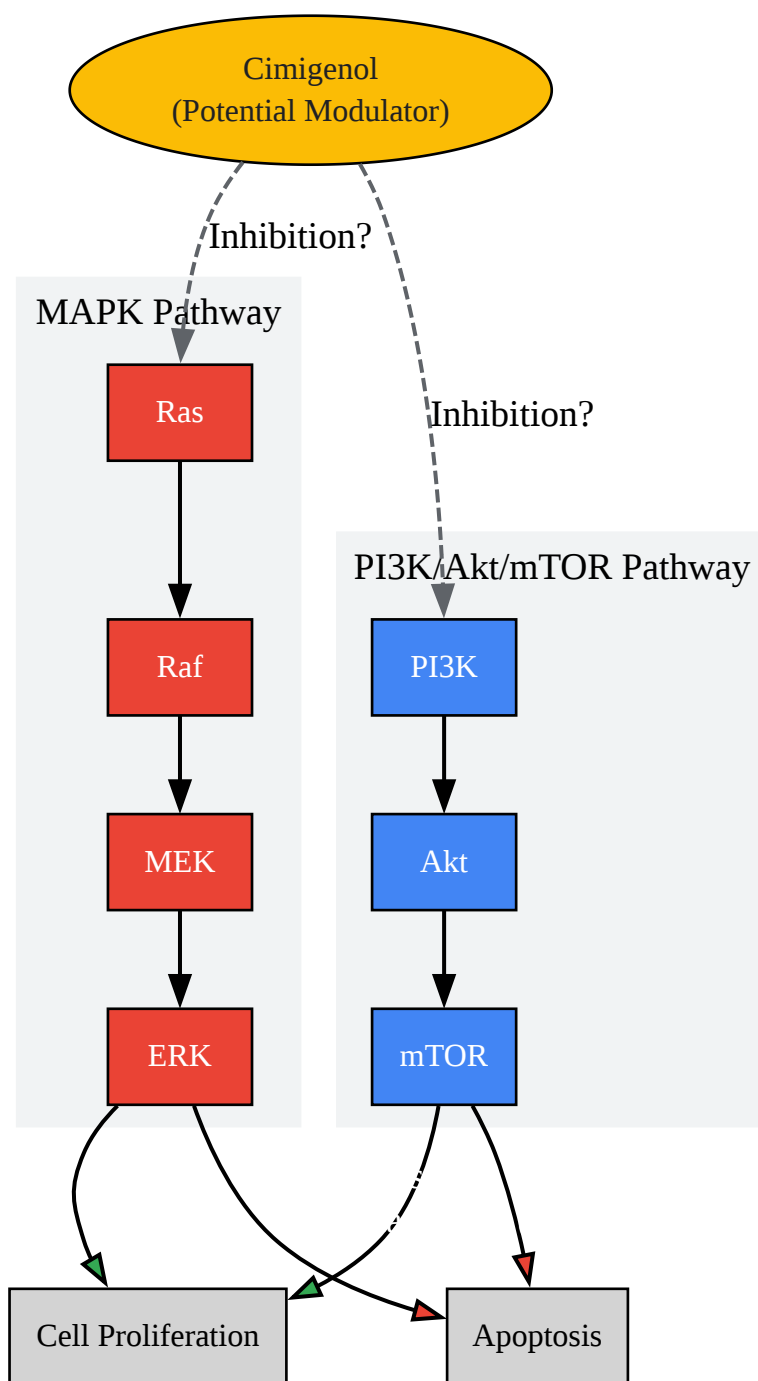 Cimigenol
(Potential Modulator)
Inhibition?
MAPK Pathway
Ras
Inhibition?
PI3K/Akt/mTOR Pathway
Raf
PI3K
MEK
Akt
ERK
mTOR
Cell Proliferation
Apoptosis